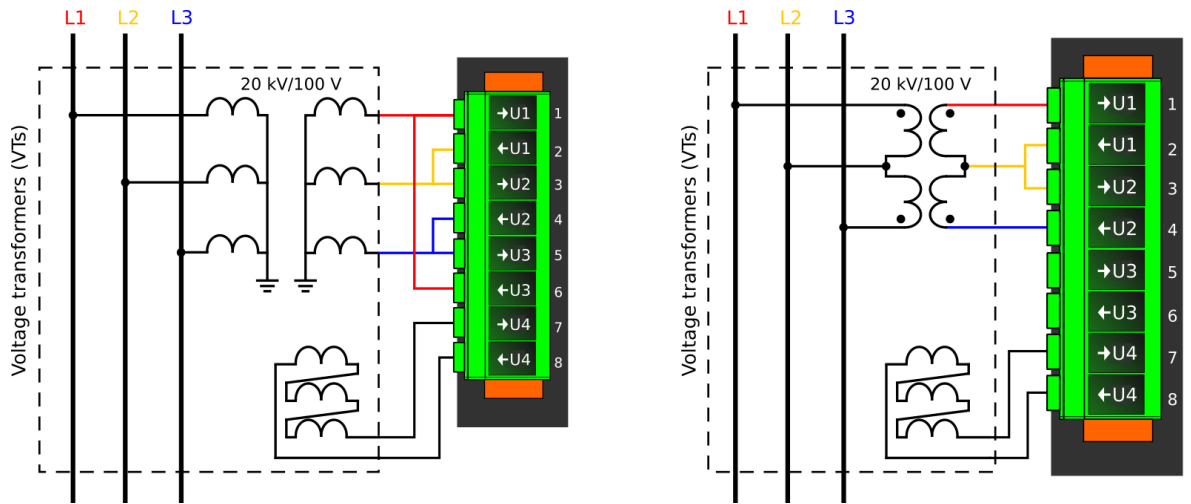 L1 L2 L3
20 kV/100 V
Voltage transformers (VTs)
→U1 1
←U1 2
→U2 3
←U2 4
→U3 5
←U3 6
→U4 7
←U4 8
L1 L2 L3
20 kV/100 V
Voltage transformers (VTs)
→U1 1
←U1 2
→U2 3
←U2 4
→U3 5
←U3 6
→U4 7
←U4 8